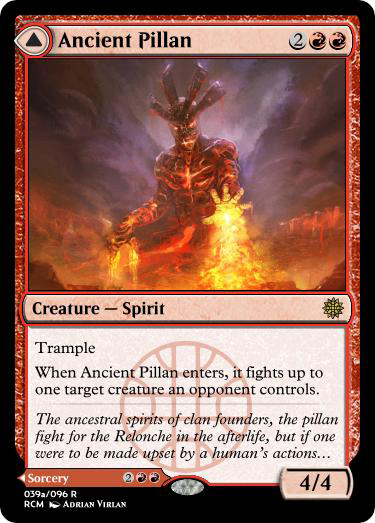 Ancient Pillan 2
Creature — Spirit
Trample
When Ancient Pillan enters, it fights up to
one target creature an opponent controls.
The ancestral spirits of clan founders, the pillan
fight for the Relonche in the afterlife, but if one
were to be made upset by a human's actions…
Sorcery 2
4/4
039a/096 R
RCM Adrian Virlan